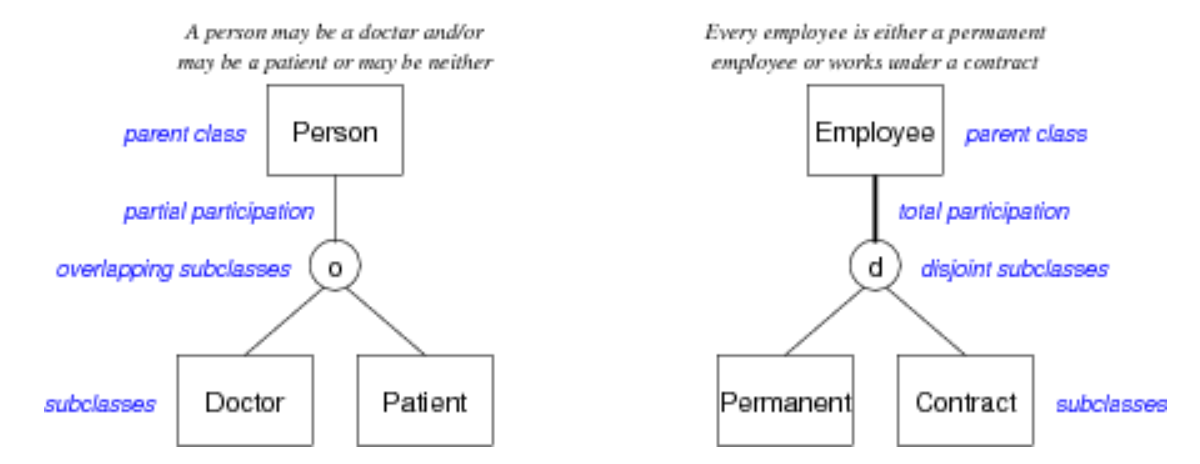 A person may be a doctar and/or
may be a patient or may be neither
Every employee is either a permanent
employee or works under a contract
parent class
Person
Employee
parent class
partial participation
total participation
overlapping subclasses
o
d
disjoint subclasses
subclasses
Doctor
Patient
Permanent
Contract
subclasses